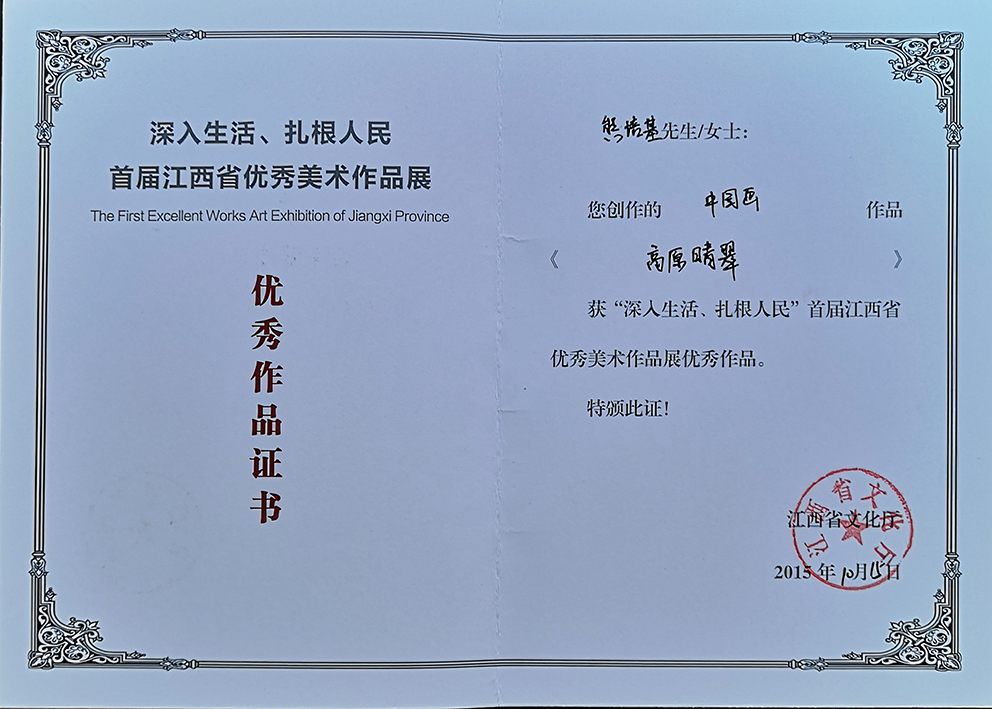 深入生活、扎根人民
首届江西省优秀美术作品展
The First Excellent Works Art Exhibition of Jiangxi Province
优秀作品证书
熊培基先生/女士：
您创作的 中国画 作品
《 高原晴翠 》
获“深入生活、扎根人民”首届江西省
优秀美术作品展优秀作品。
特颁此证！
江西省文化厅
2015 年 10月15日
江西省文化厅